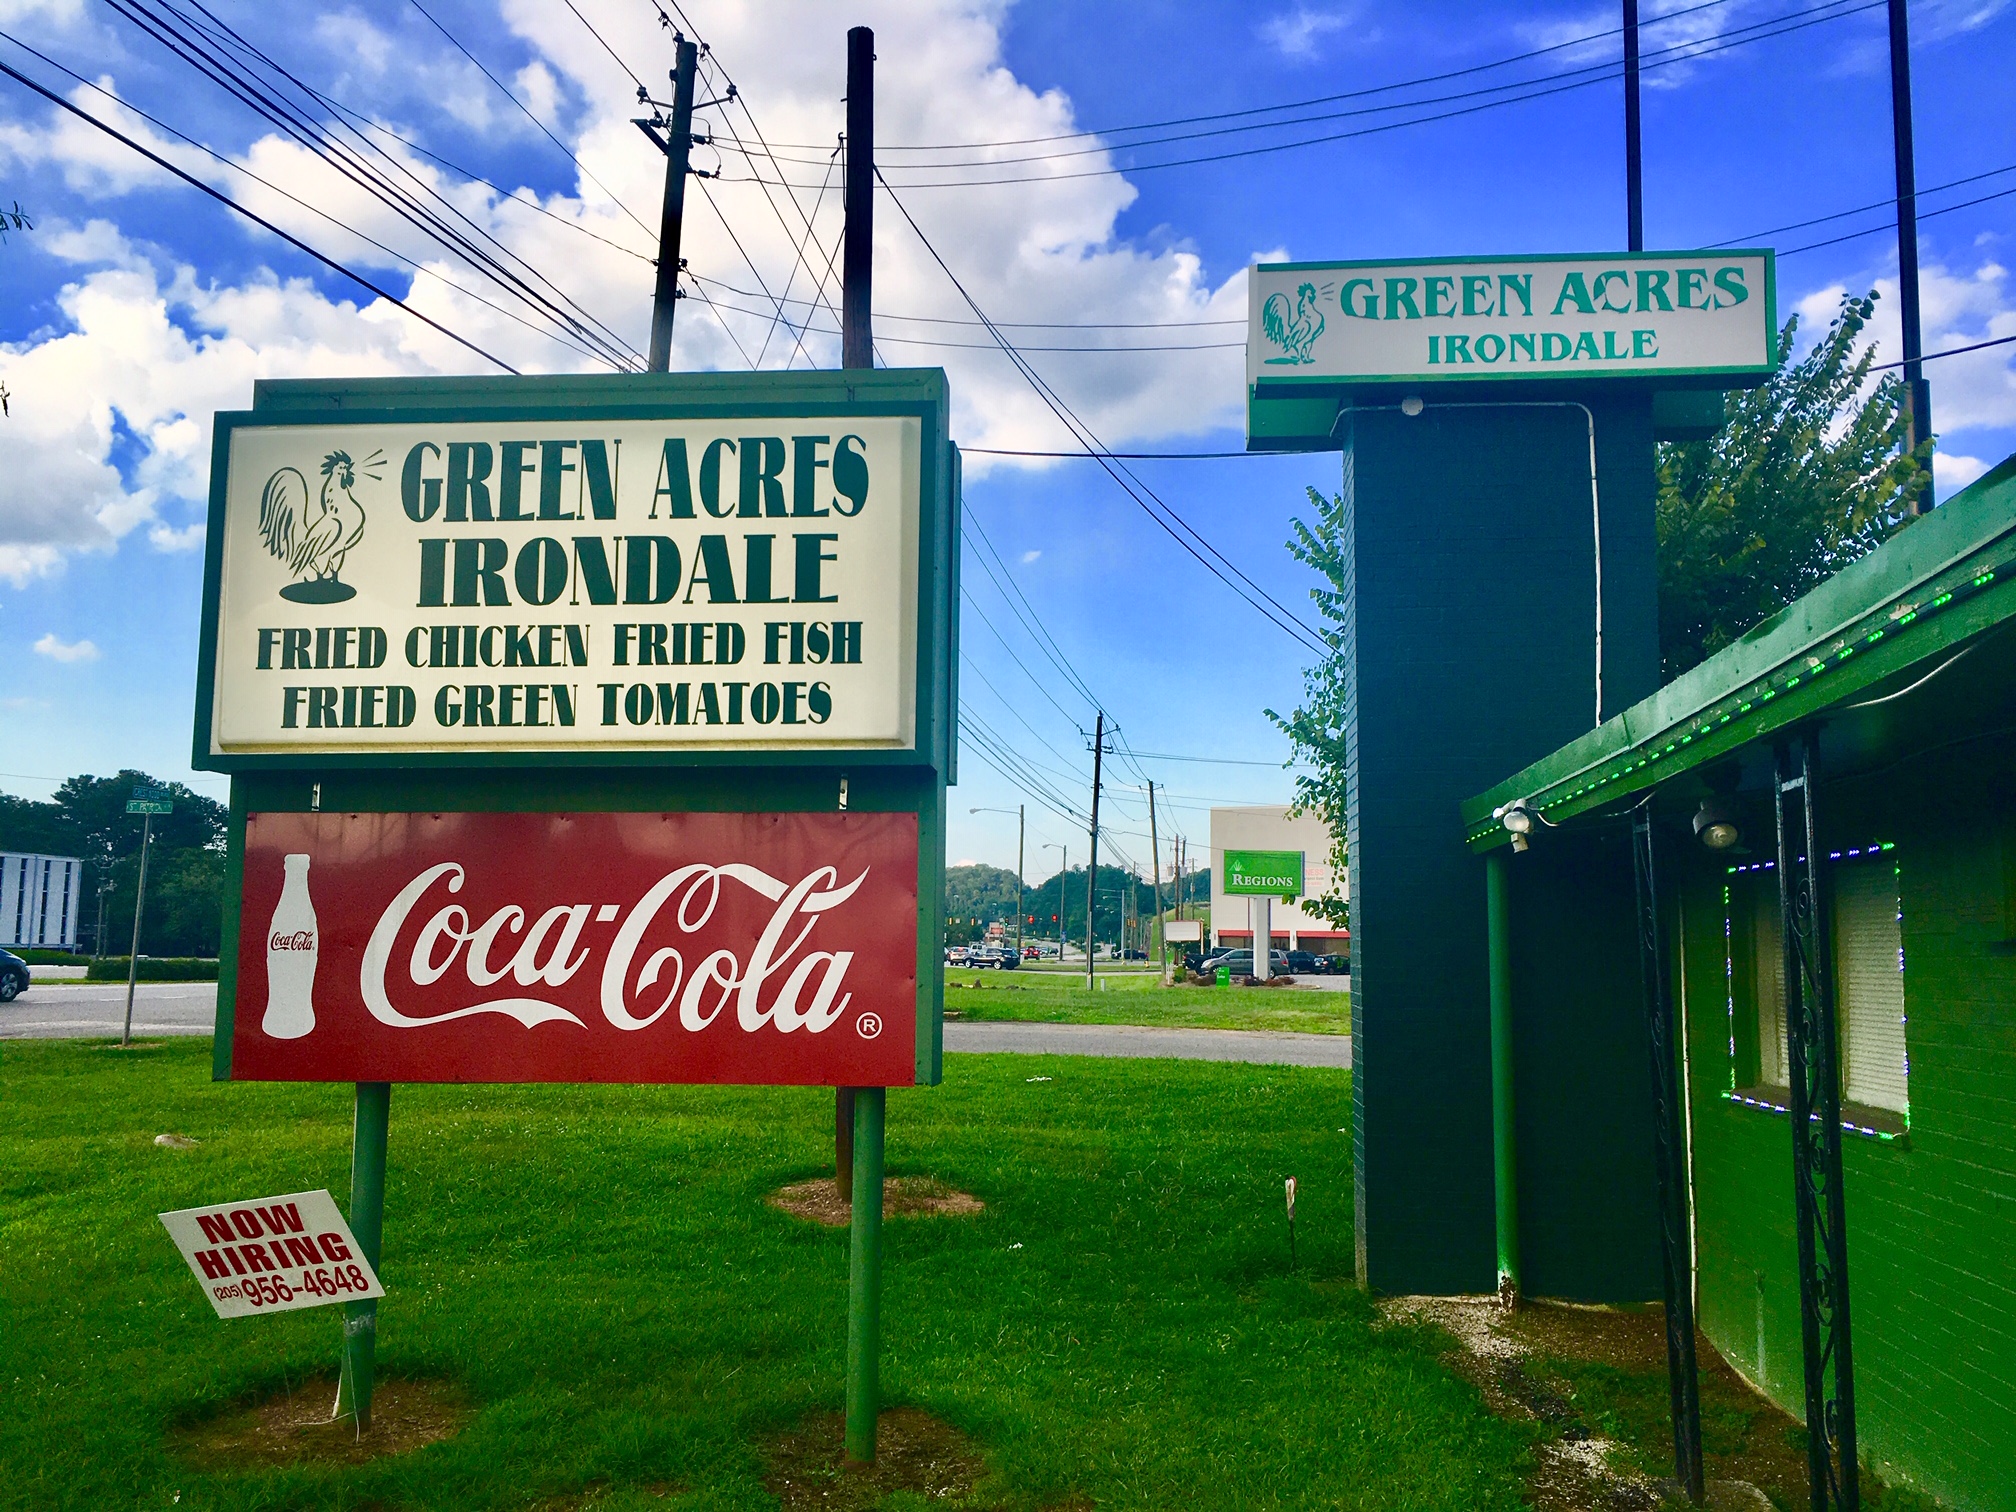 GREEN ACRES
IRONDALE
FRIED CHICKEN FRIED FISH
FRIED GREEN TOMATOES
Coca-Cola
Coca-Cola®
NOW
HIRING
(205) 956-4648
GREEN ACRES
IRONDALE
REGIONS